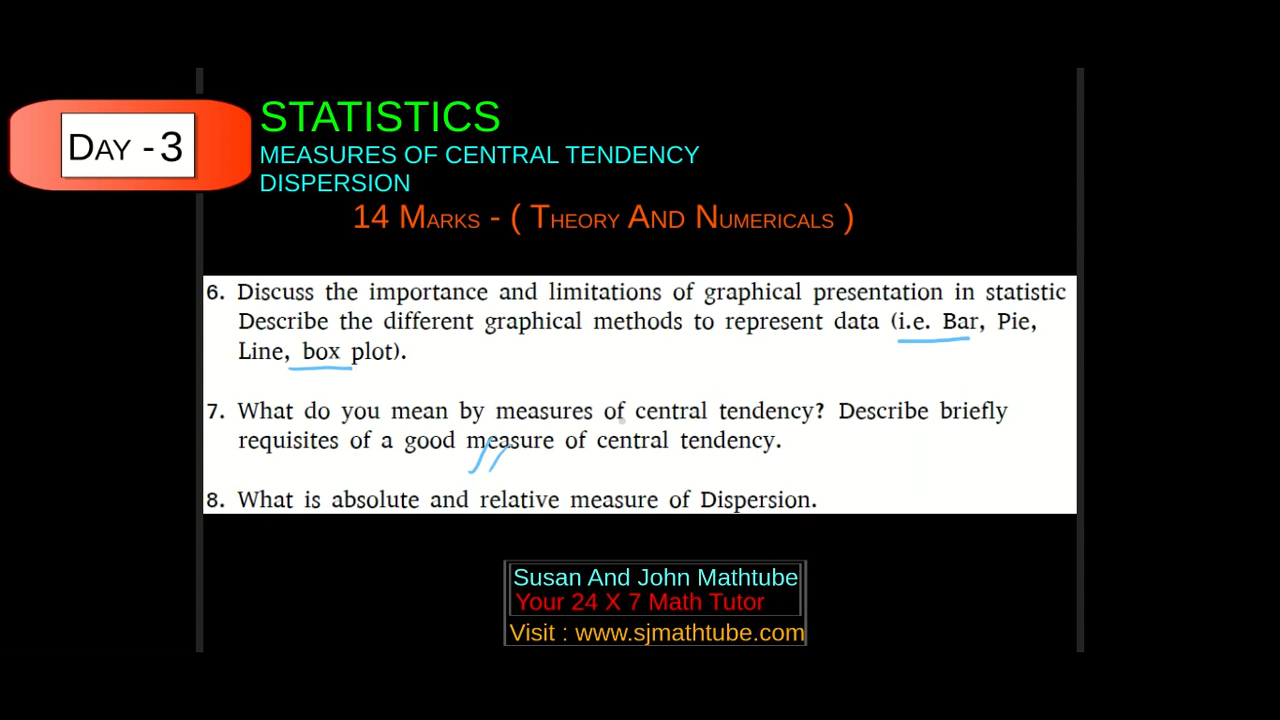 DAY - 3
STATISTICS
MEASURES OF CENTRAL TENDENCY
DISPERSION
14 MARKS - ( THEORY AND NUMERICALS )
6. Discuss the importance and limitations of graphical presentation in statistic
Describe the different graphical methods to represent data (i.e. Bar, Pie,
Line, box plot).
7. What do you mean by measures of central tendency? Describe briefly
requisites of a good measure of central tendency.
8. What is absolute and relative measure of Dispersion.
Susan And John Mathtube
Your 24 X 7 Math Tutor
Visit : www.sjmathtube.com